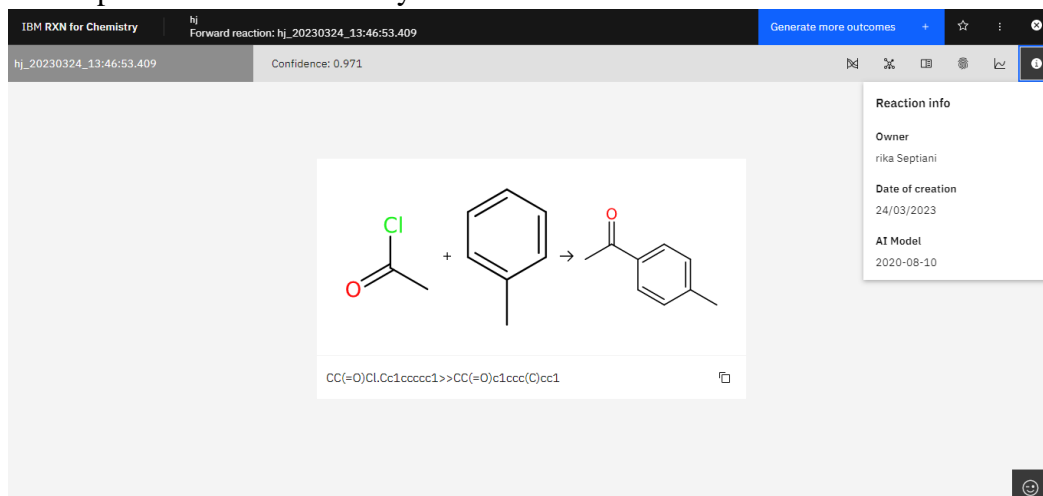 IBM RXN for Chemistry
hj
Forward reaction: hj_20230324_13:46:53.409
Generate more outcomes +
hj_20230324_13:46:53.409
Confidence: 0.971
Reaction info
Owner
rika Septiani
Date of creation
24/03/2023
AI Model
2020-08-10
Cl
O
+
→
O
CC(=O)Cl.Cc1ccccc1>>CC(=O)c1ccc(C)cc1